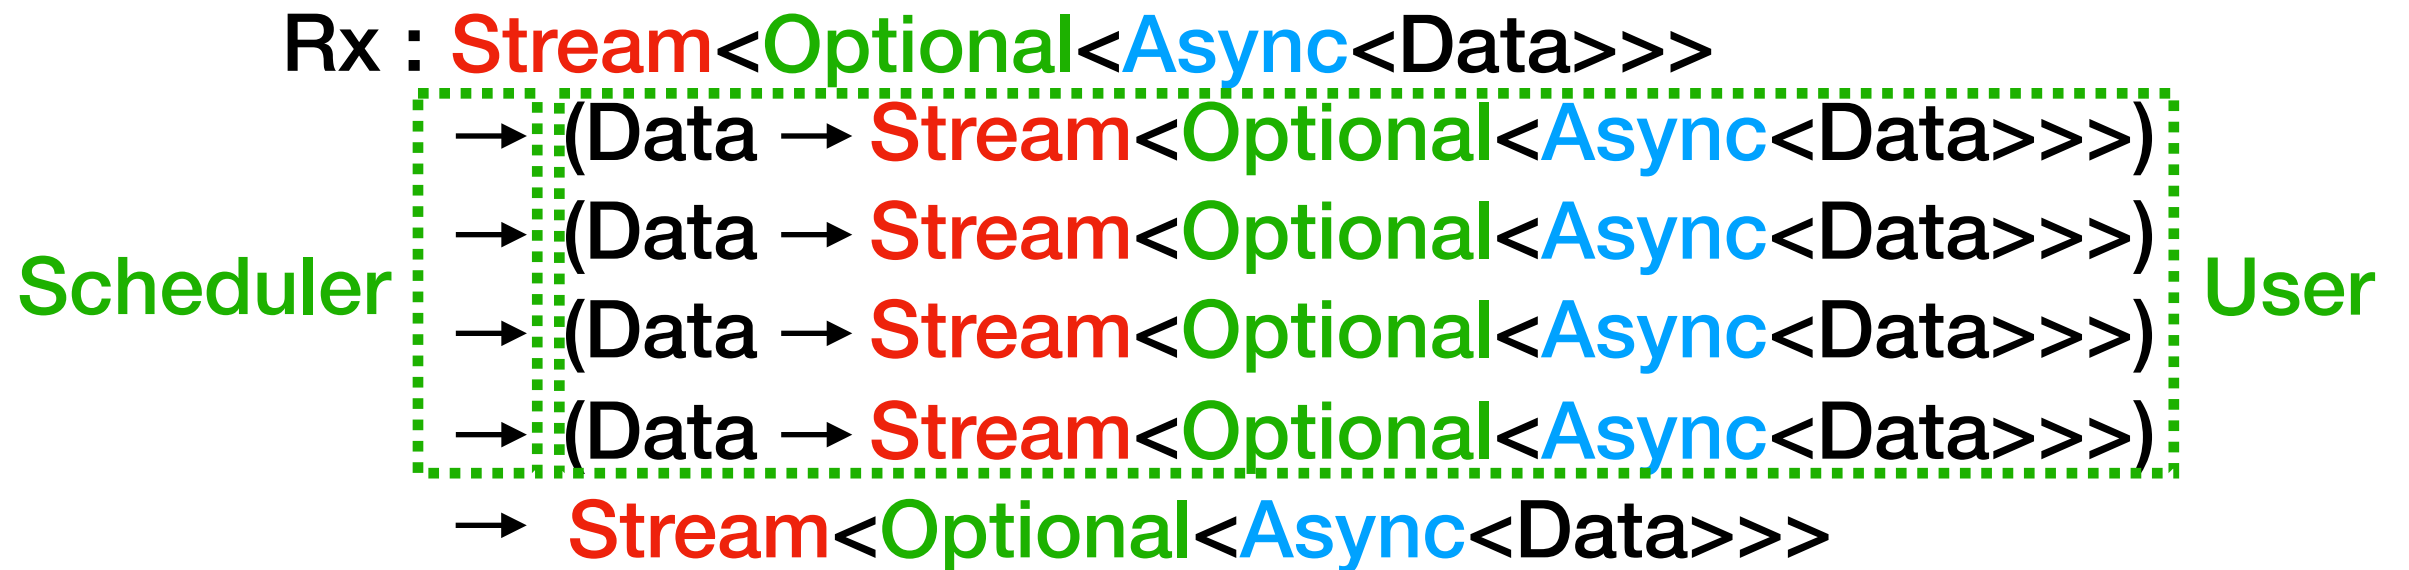 Rx : Stream<Optional<Async<Data>>>
→ (Data → Stream<Optional<Async<Data>>>)
→ (Data → Stream<Optional<Async<Data>>>)
Scheduler
User
→ (Data → Stream<Optional<Async<Data>>>)
→ (Data → Stream<Optional<Async<Data>>>)
→ Stream<Optional<Async<Data>>>